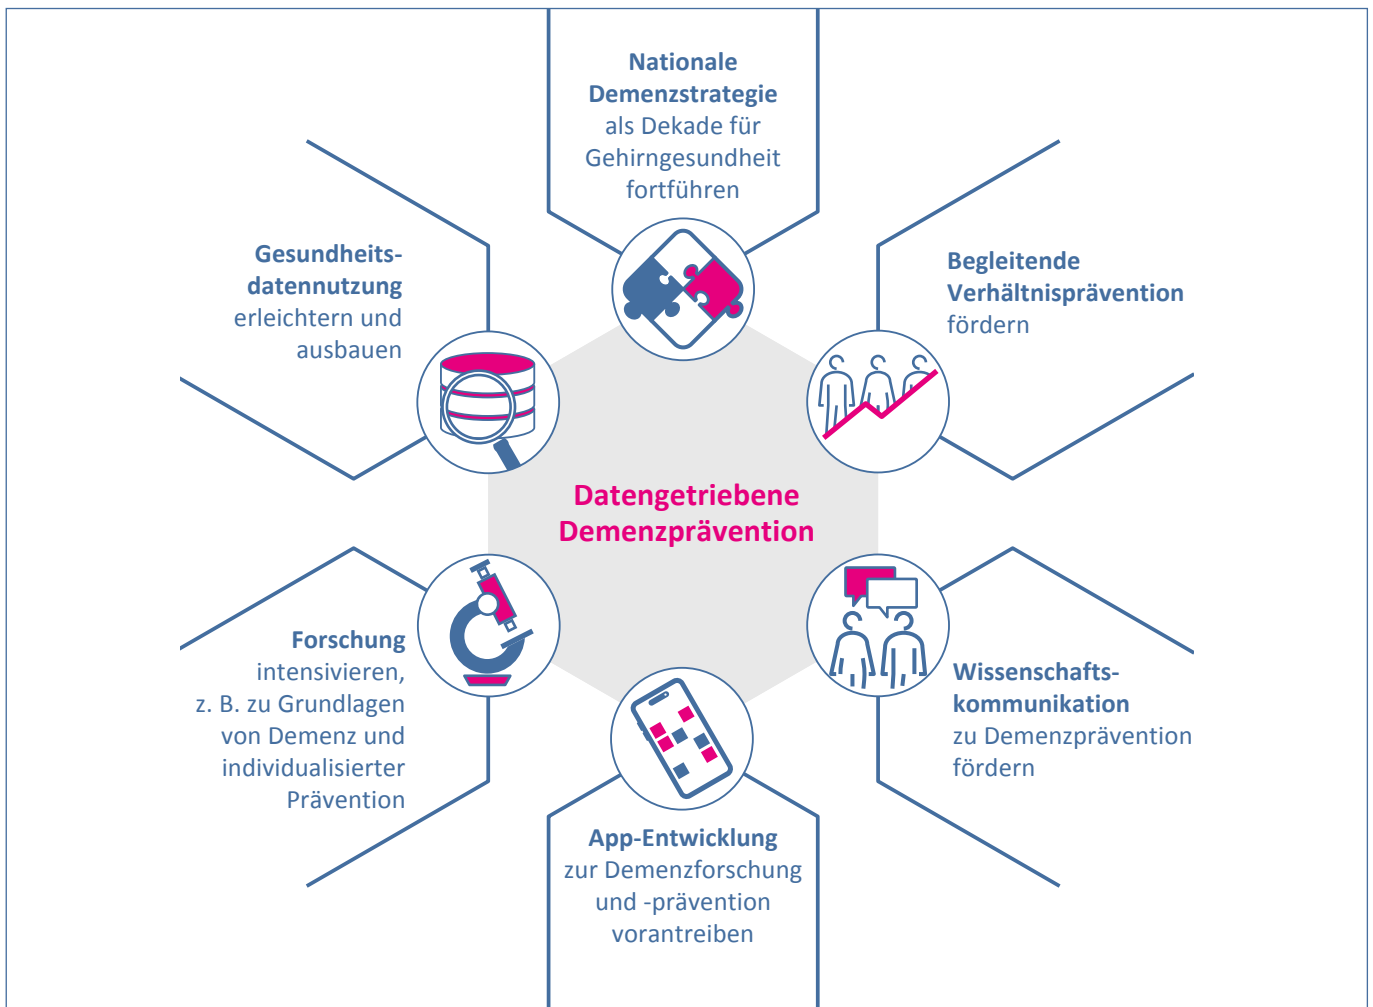 Nationale
Demenzstrategie
als Dekade für
Gehirngesundheit
fortführen
Gesundheits-
datennutzung
erleichtern und
ausbauen
Begleitende
Verhältnisprävention
fördern
Datengetriebene
Demenzprävention
Forschung
intensivieren,
z. B. zu Grundlagen
von Demenz und
individualisierter
Prävention
Wissenschafts-
kommunikation
zu Demenzprävention
fördern
App-Entwicklung
zur Demenzforschung
und -prävention
vorantreiben